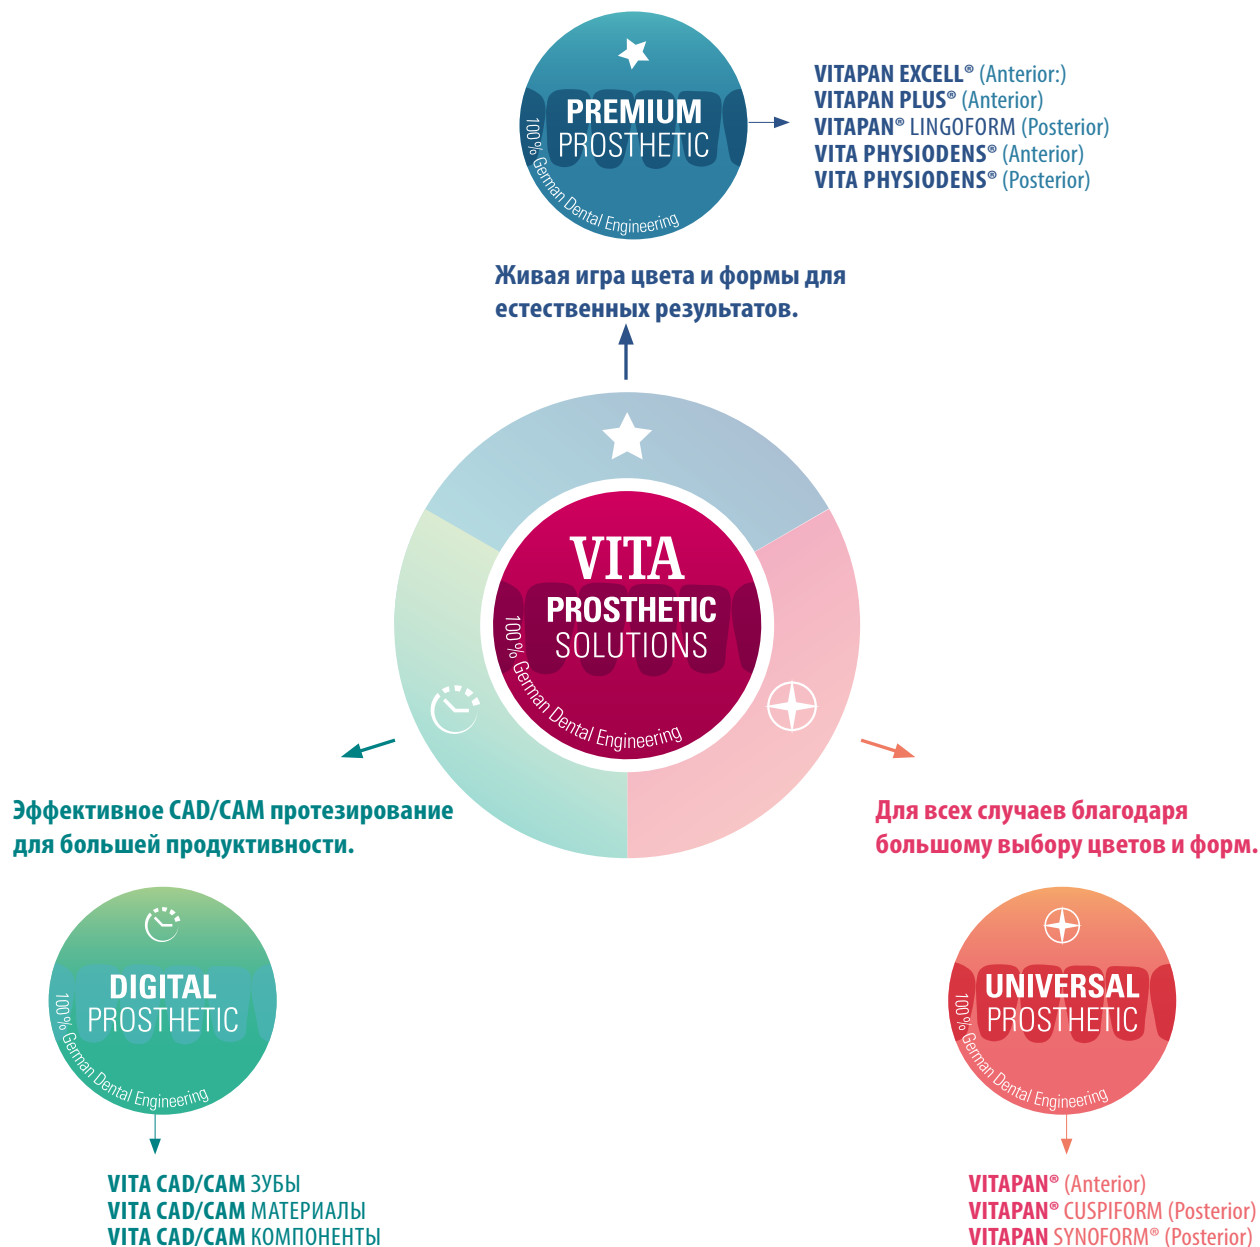 PREMIUM
PROSTHETIC
100% German Dental Engineering
VITAPAN EXCELL® (Anterior:)
VITAPAN PLUS® (Anterior)
VITAPAN® LINGOFORM (Posterior)
VITA PHYSIODENS® (Anterior)
VITA PHYSIODENS® (Posterior)
Живая игра цвета и формы для
естественных результатов.
VITA
PROSTHETIC
SOLUTIONS
100% German Dental Engineering
Эффективное CAD/CAM протезирование
для большей продуктивности.
DIGITAL
PROSTHETIC
100% German Dental Engineering
VITA CAD/CAM ЗУБЫ
VITA CAD/CAM МАТЕРИАЛЫ
VITA CAD/CAM КОМПОНЕНТЫ
Для всех случаев благодаря
большому выбору цветов и форм.
UNIVERSAL
PROSTHETIC
100% German Dental Engineering
VITAPAN® (Anterior)
VITAPAN® CUSPIFORM (Posterior)
VITAPAN SYNOFORM® (Posterior)